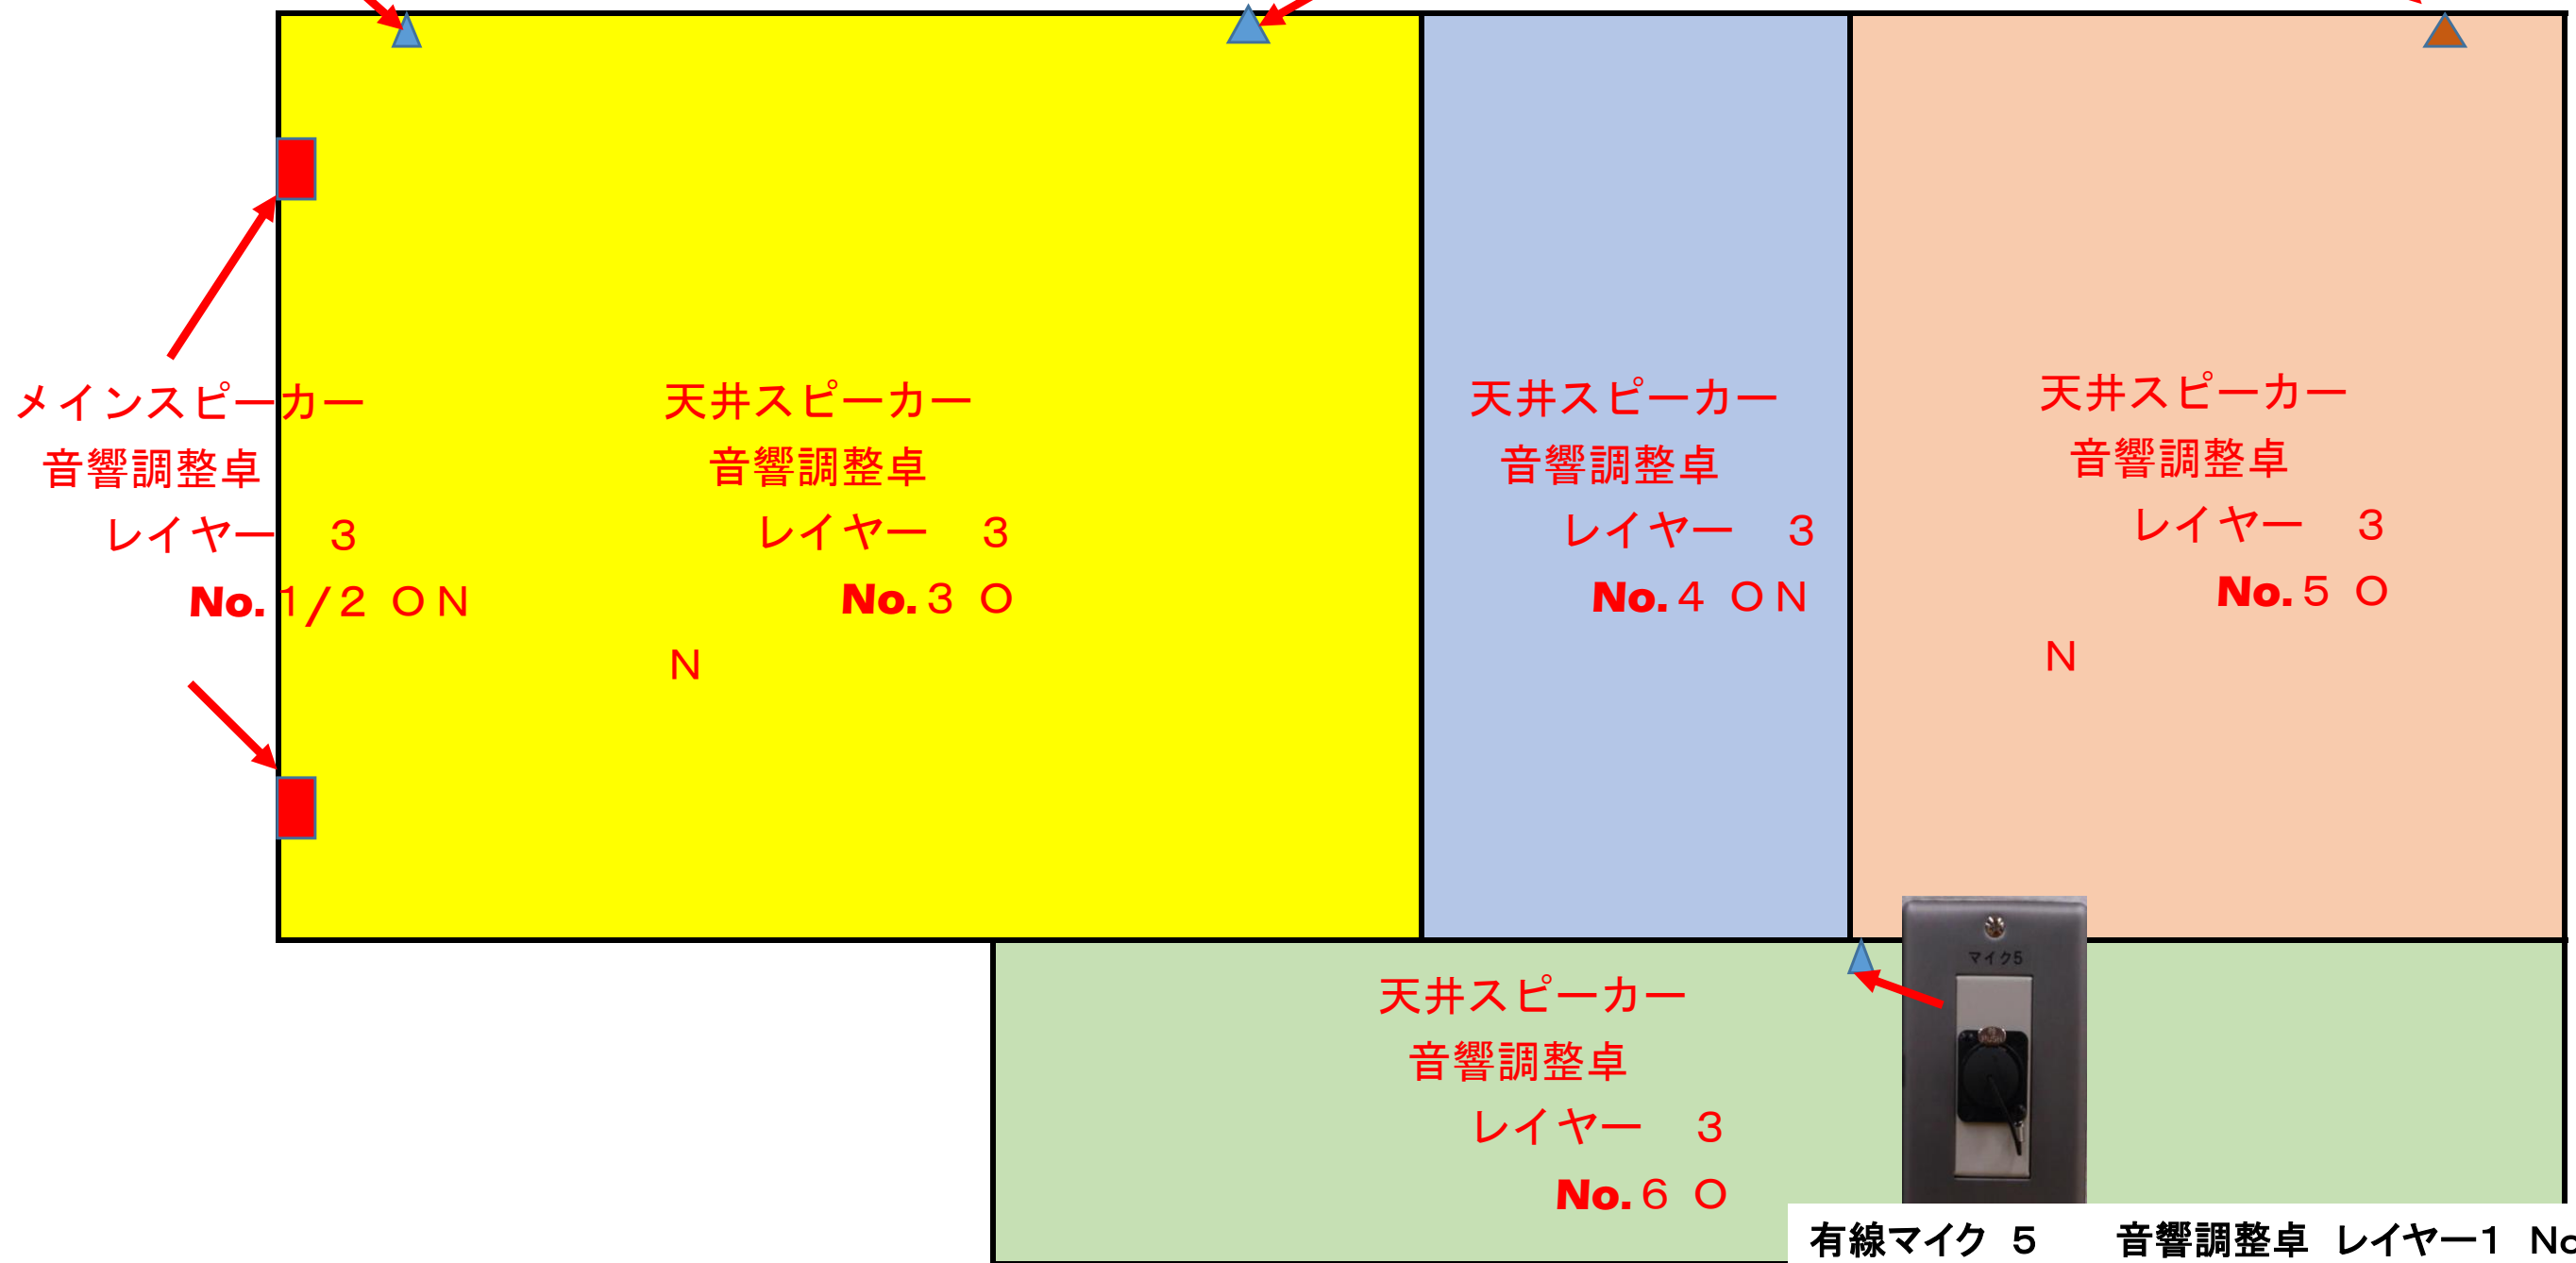 メインスピーカー
音響調整卓
レイヤー　3
No.1/2 ON
天井スピーカー
音響調整卓
レイヤー　3
No.3 O
N
天井スピーカー
音響調整卓
レイヤー　3
No.4 ON
天井スピーカー
音響調整卓
レイヤー　3
No.5 O
N
天井スピーカー
音響調整卓
レイヤー　3
No.6 O
マイク5
有線マイク 5　音響調整卓 レイヤー1 No